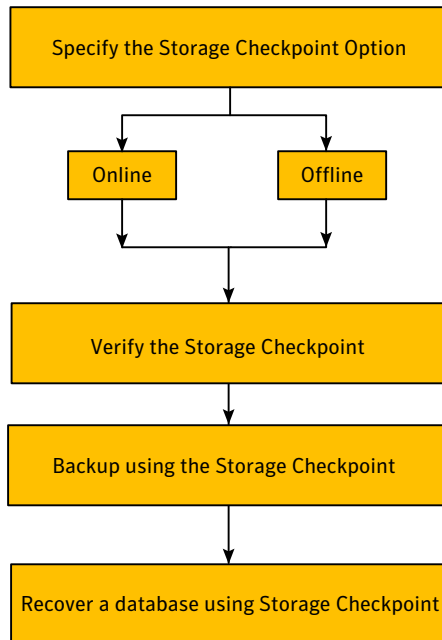 Specify the Storage Checkpoint Option
Online
Offline
Verify the Storage Checkpoint
Backup using the Storage Checkpoint
Recover a database using Storage Checkpoint